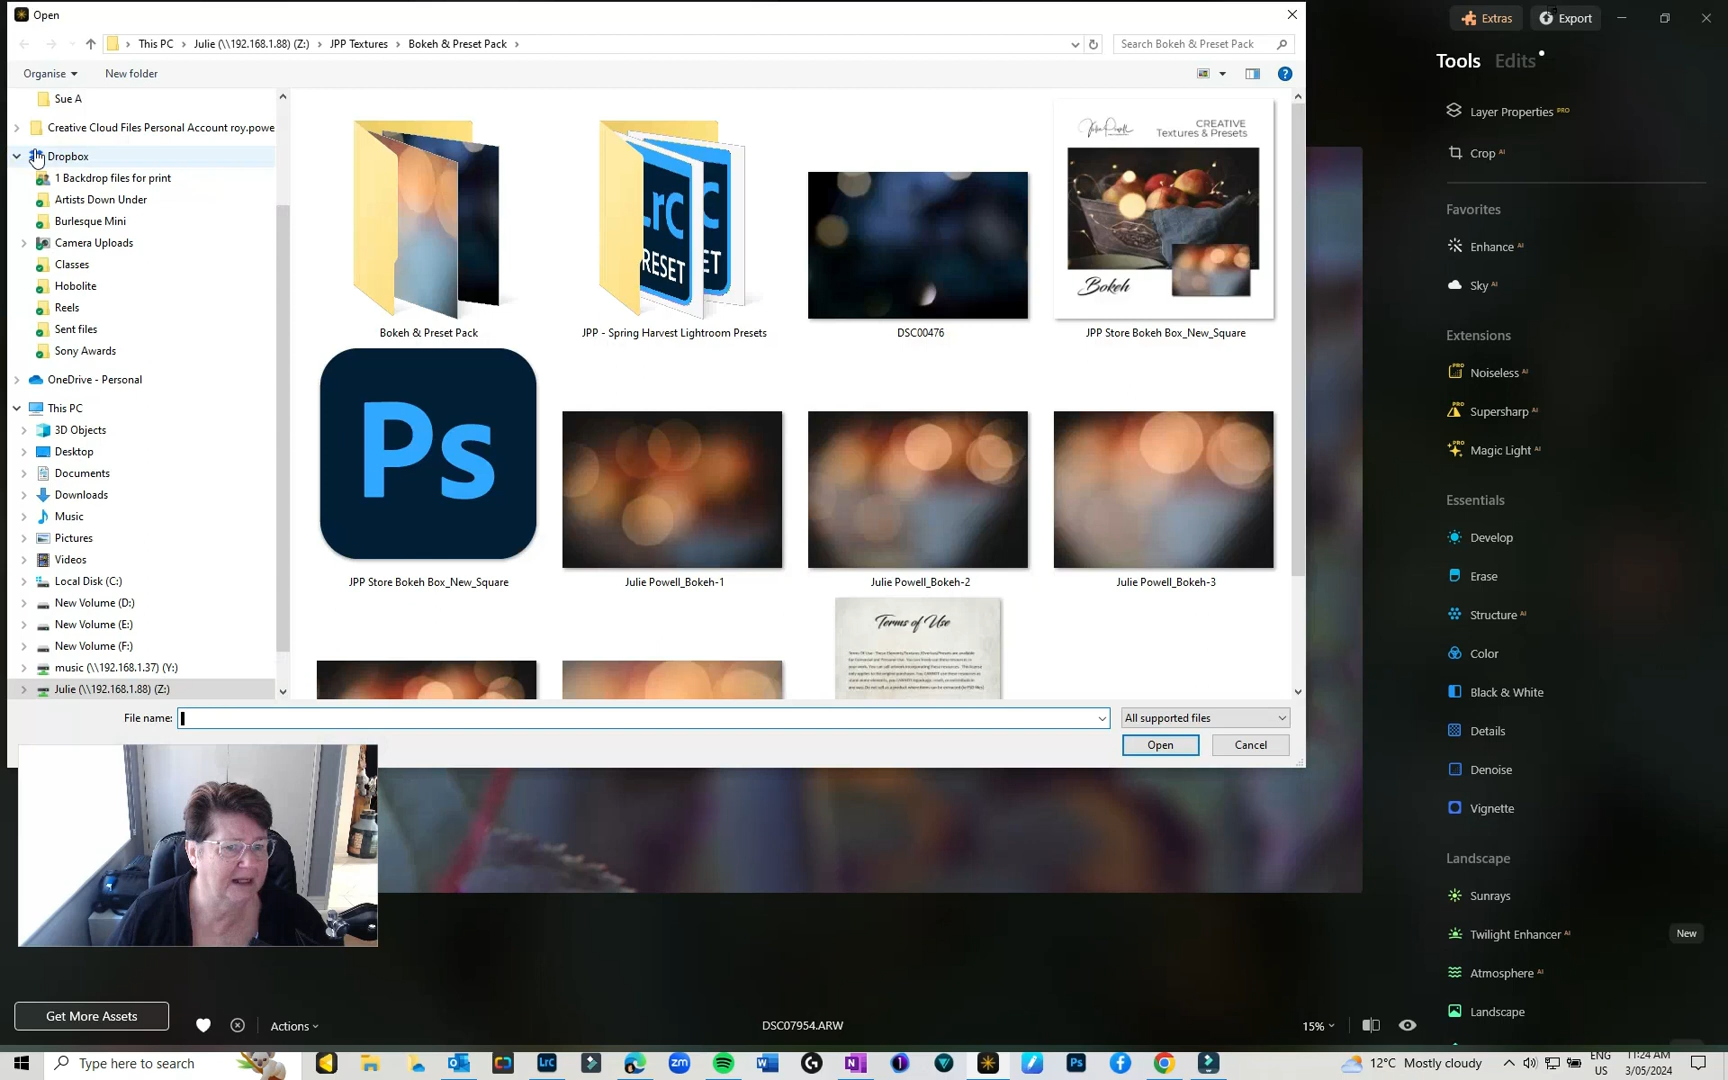 Open
Extras
Export
This PC > Julie (\\192.168.1.88) (Z:) > JPP Textures > Bokeh & Preset Pack >
Search Bokeh & Preset Pack
Organise
New folder
Sue A
Creative Cloud Files Personal Account roy.powe
Dropbox
1 Backdrop files for print
Artists Down Under
Burlesque Mini
Camera Uploads
Classes
Hobolite
Reels
Sent files
Sony Awards
OneDrive - Personal
This PC
3D Objects
Desktop
Documents
Downloads
Music
Pictures
Videos
Local Disk (C:)
New Volume (D:)
New Volume (E:)
New Volume (F:)
music (\\192.168.1.37) (Y:)
Julie (\\192.168.1.88) (Z:)
CREATIVE
Textures & Presets
Bokeh
LrC
PRESET
Bokeh & Preset Pack
JPP - Spring Harvest Lightroom Presets
DSC00476
JPP Store Bokeh Box_New_Square
Ps
JPP Store Bokeh Box_New_Square
Julie Powell_Bokeh-1
Julie Powell_Bokeh-2
Julie Powell_Bokeh-3
Terms of Use
File name:
All supported files
Open
Cancel
Tools
Edits
Layer Properties PRO
Crop AI
Favorites
Enhance AI
Sky AI
Extensions
Noiseless AI
Supersharp AI
Magic Light AI
Essentials
Develop
Erase
Structure AI
Color
Black & White
Details
Denoise
Vignette
Landscape
Sunrays
Twilight Enhancer AI
New
Atmosphere AI
Landscape
Get More Assets
Actions
DSC07954.ARW
15%
Type here to search
LrC
zm
Ps
12°C Mostly cloudy
ENG
US
11:24 AM
3/05/2024